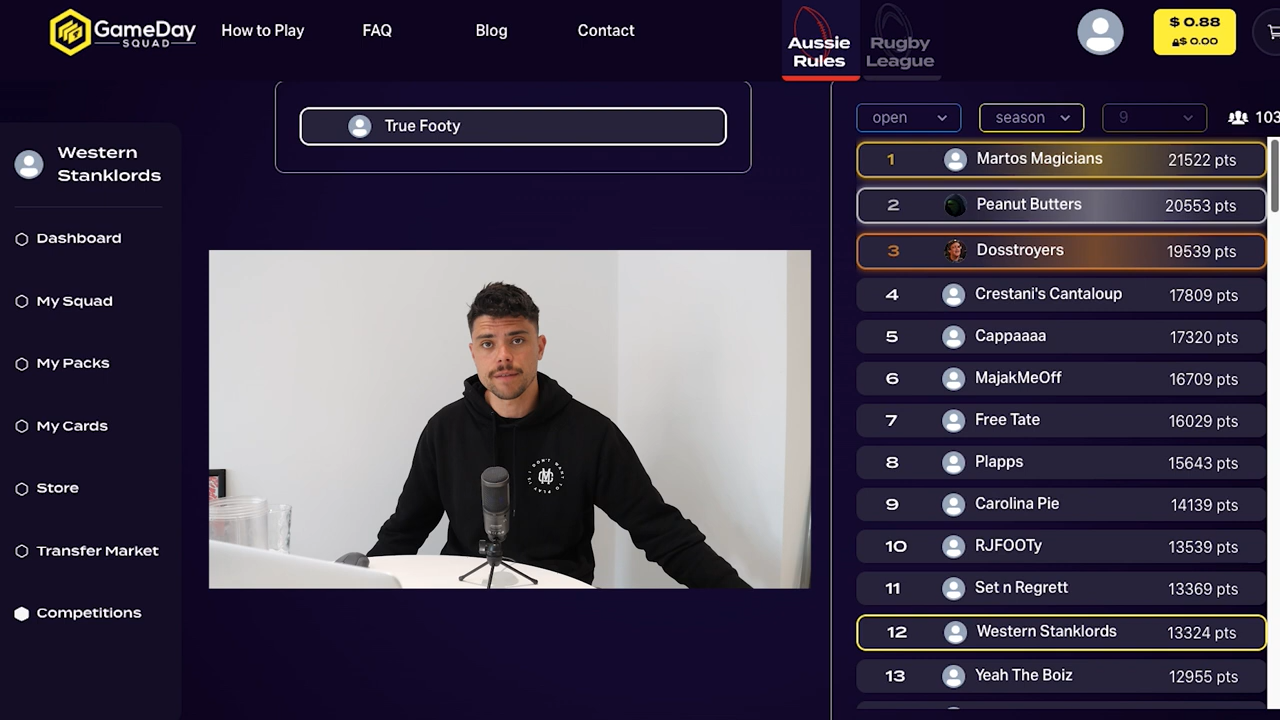 GameDay
SQUAD
How to Play
FAQ
Blog
Contact
Aussie
Rules
Rugby
League
$ 0.88
$ 0.00
Western
Stanklords
Dashboard
My Squad
My Packs
My Cards
Store
Transfer Market
Competitions
True Footy
I DON'T WANT TO PLAY US
open
season
9
103
1 Martos Magicians 21522 pts
2 Peanut Butters 20553 pts
3 Dosstroyers 19539 pts
4 Crestani's Cantaloup 17809 pts
5 Cappaaaa 17320 pts
6 MajakMeOff 16709 pts
7 Free Tate 16029 pts
8 Plapps 15643 pts
9 Carolina Pie 14139 pts
10 RJFOOTy 13539 pts
11 Set n Regrett 13369 pts
12 Western Stanklords 13324 pts
13 Yeah The Boiz 12955 pts